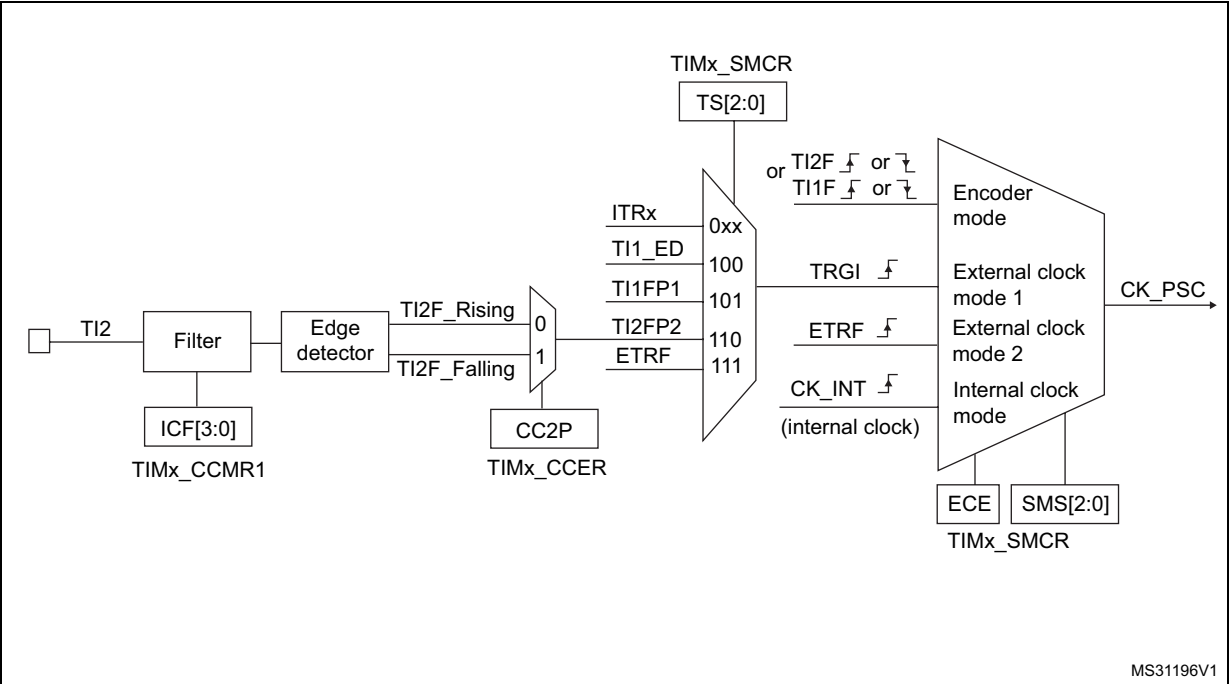 TIMx_SMCR
TS[2:0]
or TI2F or
TI1F or
Encoder
mode
ITRx
0xx
TI1_ED
100
TRGI
External clock
mode 1
CK_PSC
TI1FP1
101
TI2
Filter
Edge
detector
TI2F_Rising
0
TI2F_Falling
1
TI2FP2
110
ETRF
111
ETRF
External clock
mode 2
CK_INT
(internal clock)
Internal clock
mode
ICF[3:0]
TIMx_CCMR1
CC2P
TIMx_CCER
ECE
SMS[2:0]
TIMx_SMCR
MS31196V1